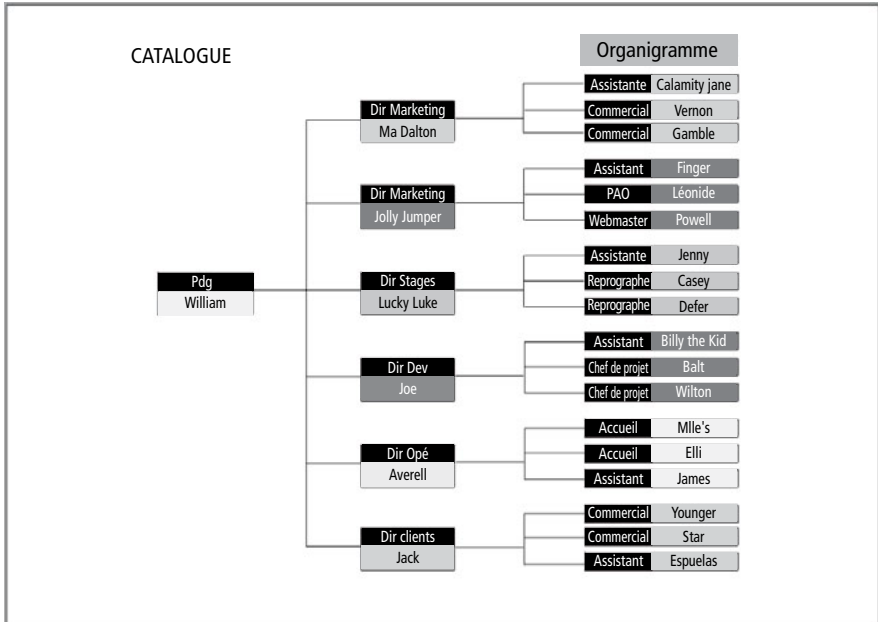 CATALOGUE
Organigramme
Pdg
William
Dir Marketing
Ma Dalton
Assistante Calamity jane
Commercial Vernon
Commercial Gamble
Dir Marketing
Jolly Jumper
Assistant Finger
PAO Léonide
Webmaster Powell
Dir Stages
Lucky Luke
Assistante Jenny
Reprographe Casey
Reprographe Defer
Dir Dev
Joe
Assistant Billy the Kid
Chef de projet Balt
Chef de projet Wilton
Dir Opé
Averell
Accueil Mlle's
Accueil Elli
Assistant James
Dir clients
Jack
Commercial Younger
Commercial Star
Assistant Espuelas